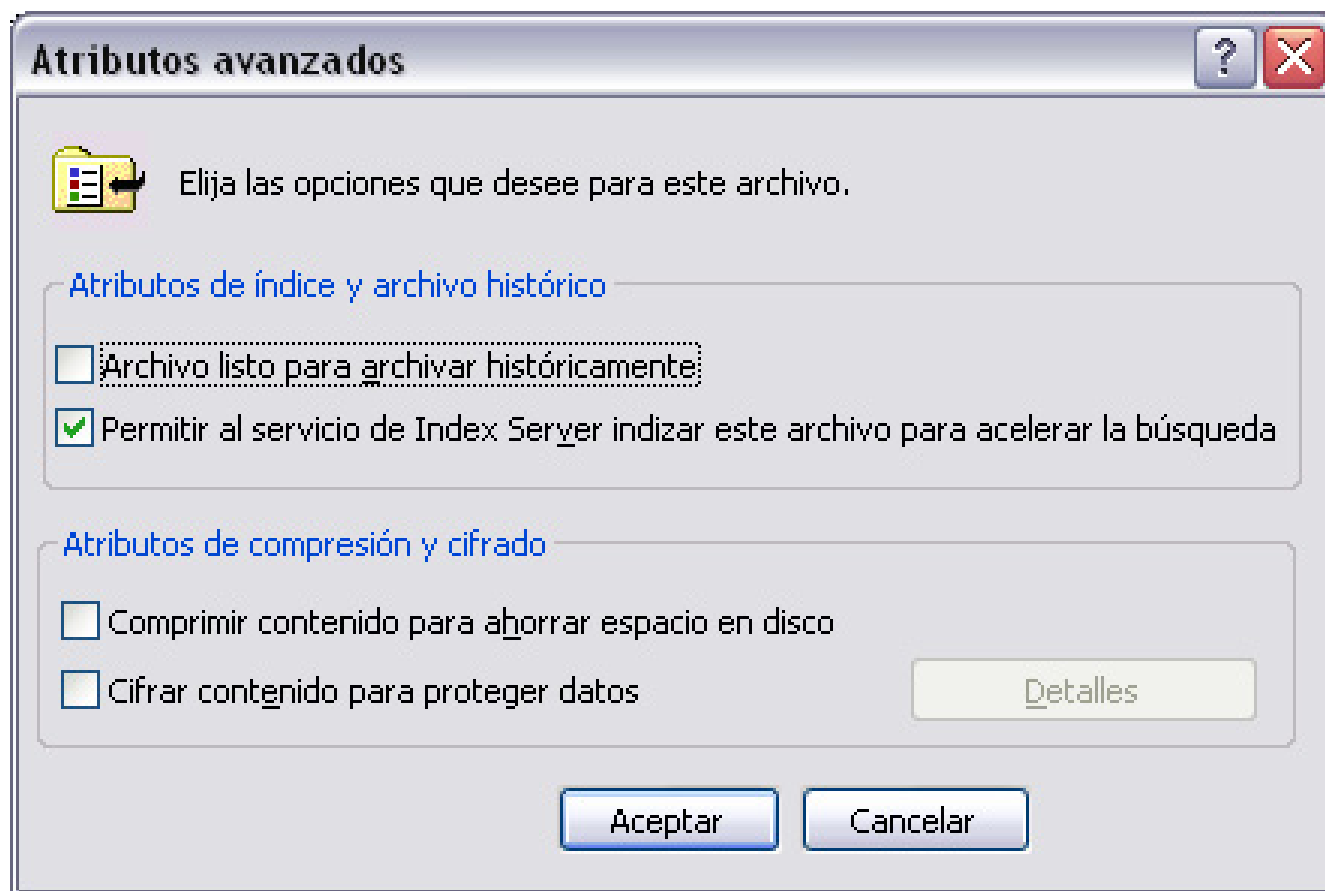 Atributos avanzados
Elija las opciones que desee para este archivo.
Atributos de índice y archivo histórico
Archivo listo para archivar históricamente
Permitir al servicio de Index Server indizar este archivo para acelerar la búsqueda
Atributos de compresión y cifrado
Comprimir contenido para ahorrar espacio en disco
Cifrar contenido para proteger datos
Detalles
Aceptar
Cancelar